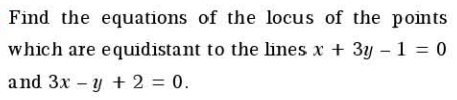 Find the equations of the locus of the points
which are equidistant to the lines x + 3y – 1 = 0
and 3x – y + 2 = 0.